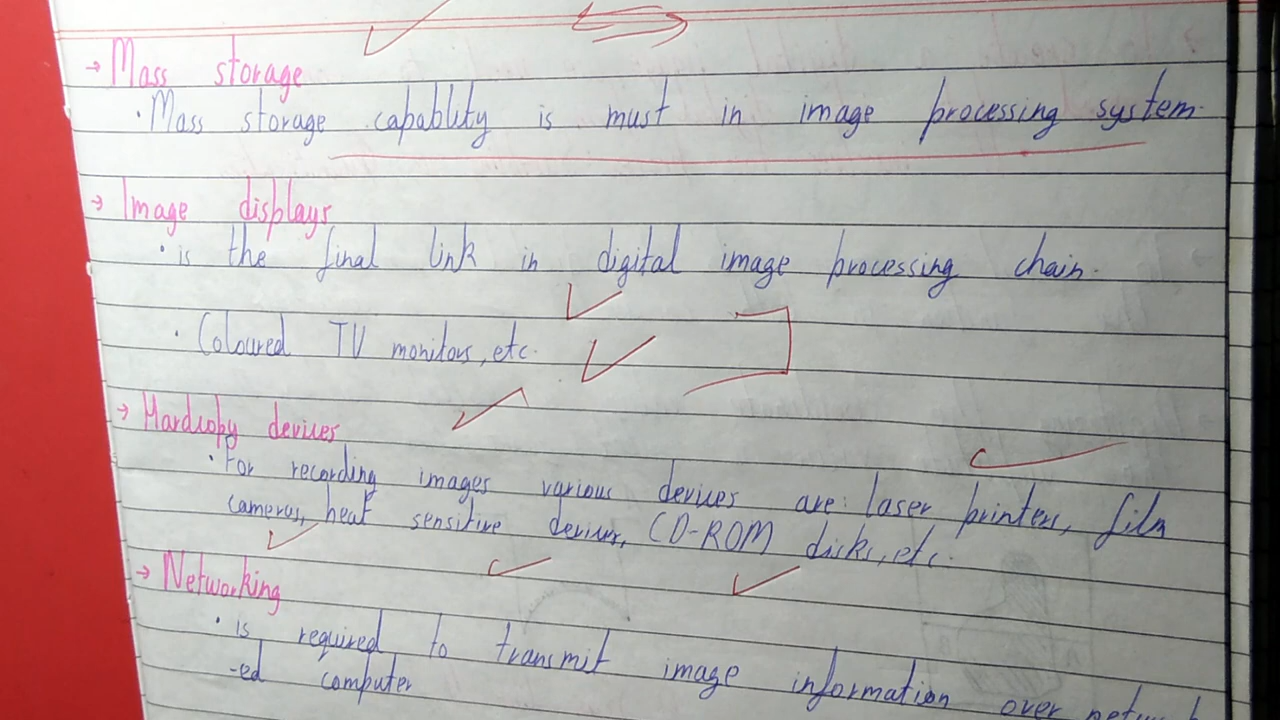 → Mass storage
· Mass storage capablity is must in image processing system.
→ Image displays
· is the final link in digital image processing chain.
· Coloured TV monitors, etc.
→ Hardcopy devices
· For recording images various devices are: laser printers, film
cameras, heat sensitive devices, CD-ROM disks, etc.
→ Networking
· is required to transmit image information over
-ed computer